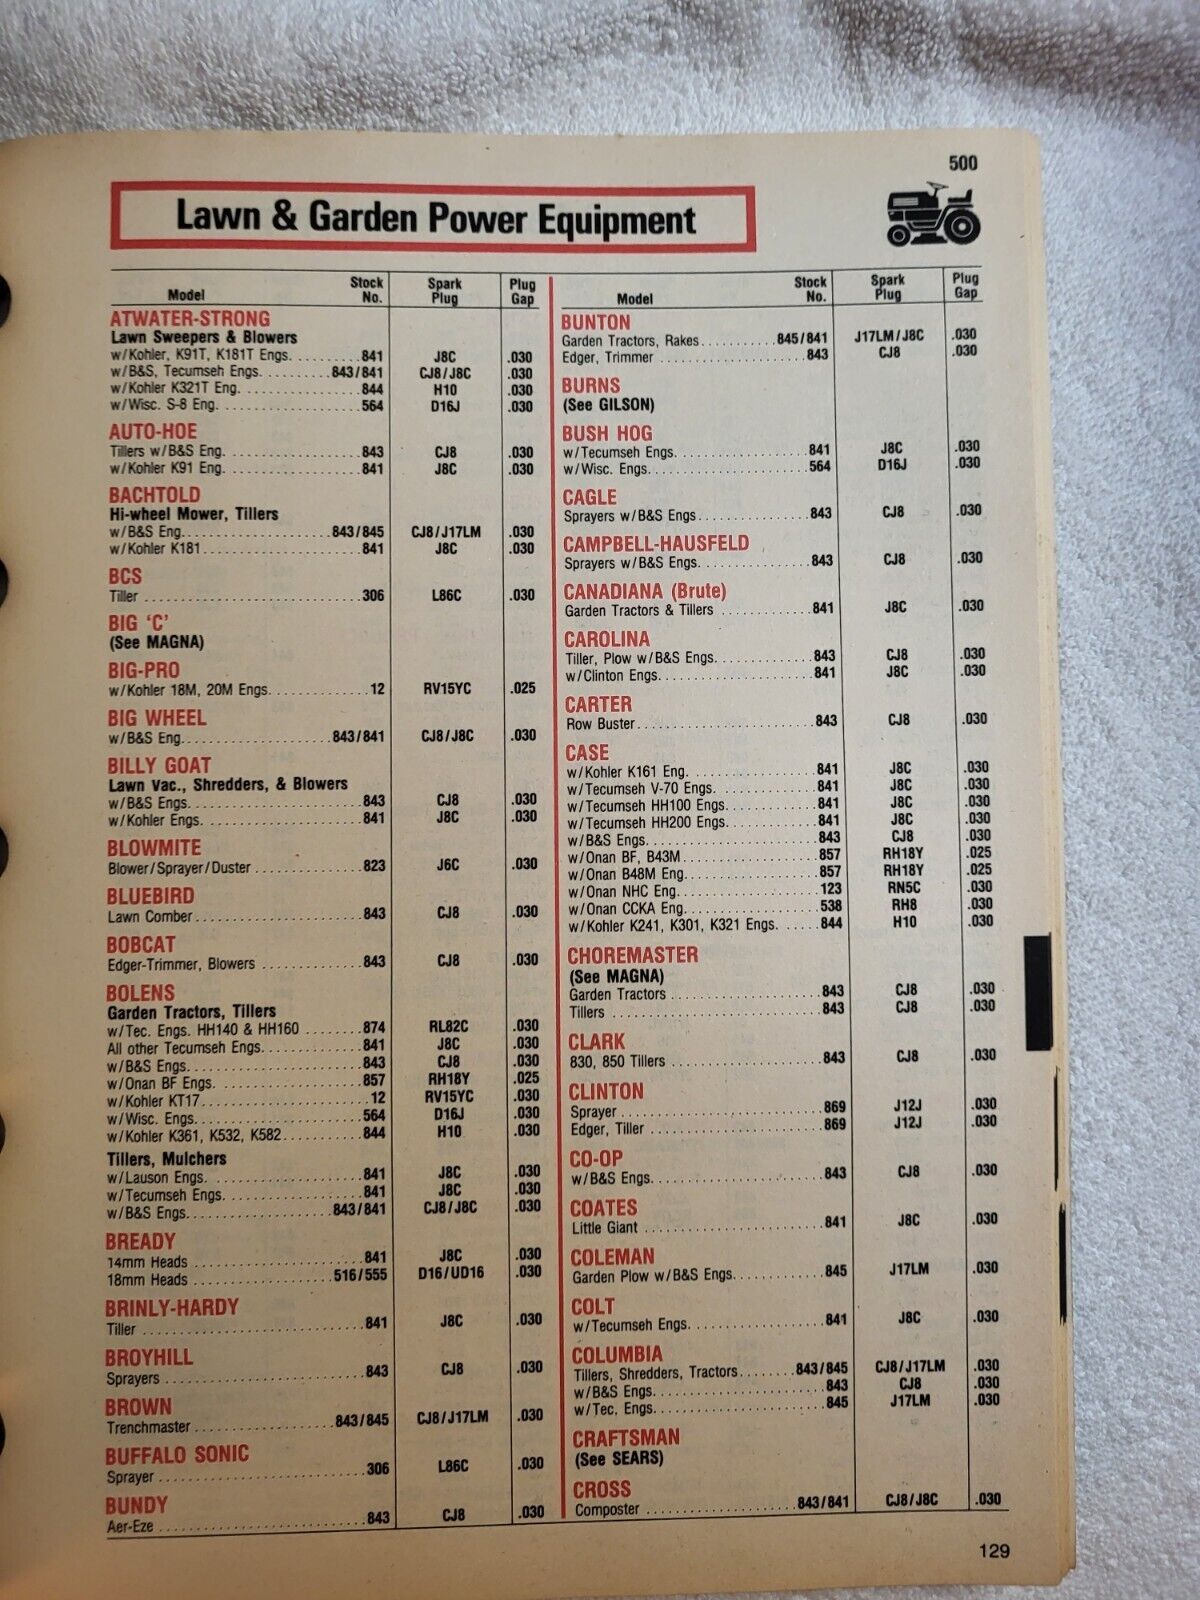 500
Lawn & Garden Power Equipment
Model Stock No. Spark Plug Plug Gap
ATWATER-STRONG
Lawn Sweepers & Blowers
w/Kohler, K91T, K181T Engs. 841 J8C .030
w/B&S, Tecumseh Engs. 843/841 CJ8/J8C .030
w/Kohler K321T Eng. 844 H10 .030
w/Wisc. S-8 Eng. 564 D16J .030
AUTO-HOE
Tillers w/B&S Eng. 843 CJ8 .030
w/Kohler K91 Eng. 841 J8C .030
BACHTOLD
Hi-wheel Mower, Tillers
w/B&S Eng. 843/845 CJ8/J17LM .030
w/Kohler K181 841 J8C .030
BCS
Tiller 306 L86C .030
BIG ‘C’
(See MAGNA)
BIG-PRO
w/Kohler 18M, 20M Engs. 12 RV15YC .025
BIG WHEEL
w/B&S Eng. 843/841 CJ8/J8C .030
BILLY GOAT
Lawn Vac., Shredders, & Blowers
w/B&S Engs. 843 CJ8 .030
w/Kohler Engs. 841 J8C .030
BLOWMITE
Blower/Sprayer/Duster 823 J6C .030
BLUEBIRD
Lawn Comber 843 CJ8 .030
BOBCAT
Edger-Trimmer, Blowers 843 CJ8 .030
BOLENS
Garden Tractors, Tillers
w/Tec. Engs. HH140 & HH160 874 RL82C .030
All other Tecumseh Engs. 841 J8C .030
w/B&S Engs. 843 CJ8 .030
w/Onan BF Engs. 857 RH18Y .025
w/Kohler KT17 12 RV15YC .030
w/Wisc. Engs. 564 D16J .030
w/Kohler K361, K532, K582 844 H10 .030
Tillers, Mulchers
w/Lauson Engs. 841 J8C .030
w/Tecumseh Engs. 841 J8C .030
w/B&S Engs. 843/841 CJ8/J8C .030
BREADY
14mm Heads 841 J8C .030
18mm Heads 516/555 D16/UD16 .030
BRINLY-HARDY
Tiller 841 J8C .030
BROYHILL
Sprayers 843 CJ8 .030
BROWN
Trenchmaster 843/845 CJ8/J17LM .030
BUFFALO SONIC
Sprayer 306 L86C .030
BUNDY
Aer-Eze 843 CJ8 .030
Model Stock No. Spark Plug Plug Gap
BUNTON
Garden Tractors, Rakes 845/841 J17LM/J8C .030
Edger, Trimmer 843 CJ8 .030
BURNS
(See GILSON)
BUSH HOG
w/Tecumseh Engs. 841 J8C .030
w/Wisc. Engs. 564 D16J .030
CAGLE
Sprayers w/B&S Engs. 843 CJ8 .030
CAMPBELL-HAUSFELD
Sprayers w/B&S Engs. 843 CJ8 .030
CANADIANA (Brute)
Garden Tractors & Tillers 841 J8C .030
CAROLINA
Tiller, Plow w/B&S Engs. 843 CJ8 .030
w/Clinton Engs. 841 J8C .030
CARTER
Row Buster 843 CJ8 .030
CASE
w/Kohler K161 Eng. 841 J8C .030
w/Tecumseh V-70 Engs. 841 J8C .030
w/Tecumseh HH100 Engs. 841 J8C .030
w/Tecumseh HH200 Engs. 841 J8C .030
w/B&S Engs. 843 CJ8 .030
w/Onan BF, B43M 857 RH18Y .025
w/Onan B48M Eng. 857 RH18Y .025
w/Onan NHC Eng. 123 RN5C .030
w/Onan CCKA Eng. 538 RH8 .030
w/Kohler K241, K301, K321 Engs. 844 H10 .030
CHOREMASTER
(See MAGNA)
Garden Tractors 843 CJ8 .030
Tillers 843 CJ8 .030
CLARK
830, 850 Tillers 843 CJ8 .030
CLINTON
Sprayer 869 J12J .030
Edger, Tiller 869 J12J .030
CO-OP
w/B&S Engs. 843 CJ8 .030
COATES
Little Giant 841 J8C .030
COLEMAN
Garden Plow w/B&S Engs. 845 J17LM .030
COLT
w/Tecumseh Engs. 841 J8C .030
COLUMBIA
Tillers, Shredders, Tractors 843/845 CJ8/J17LM .030
w/B&S Engs. 843 CJ8 .030
w/Tec. Engs. 845 J17LM .030
CRAFTSMAN
(See SEARS)
CROSS
Composter 843/841 CJ8/J8C .030
129